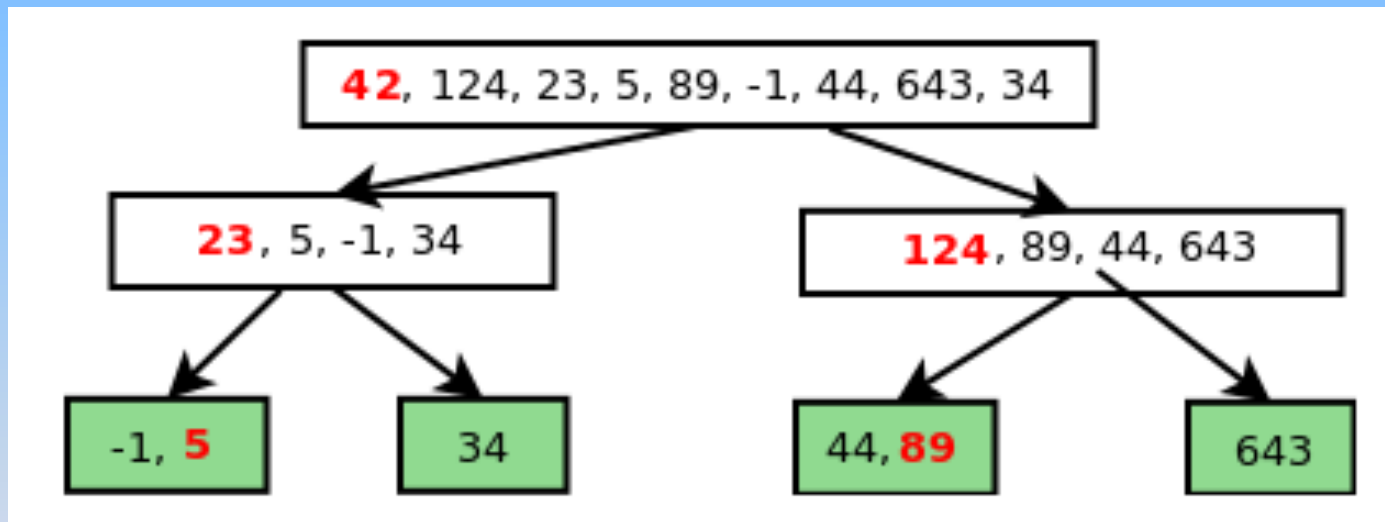 42, 124, 23, 5, 89, -1, 44, 643, 34
23, 5, -1, 34
124, 89, 44, 643
-1, 5
34
44, 89
643